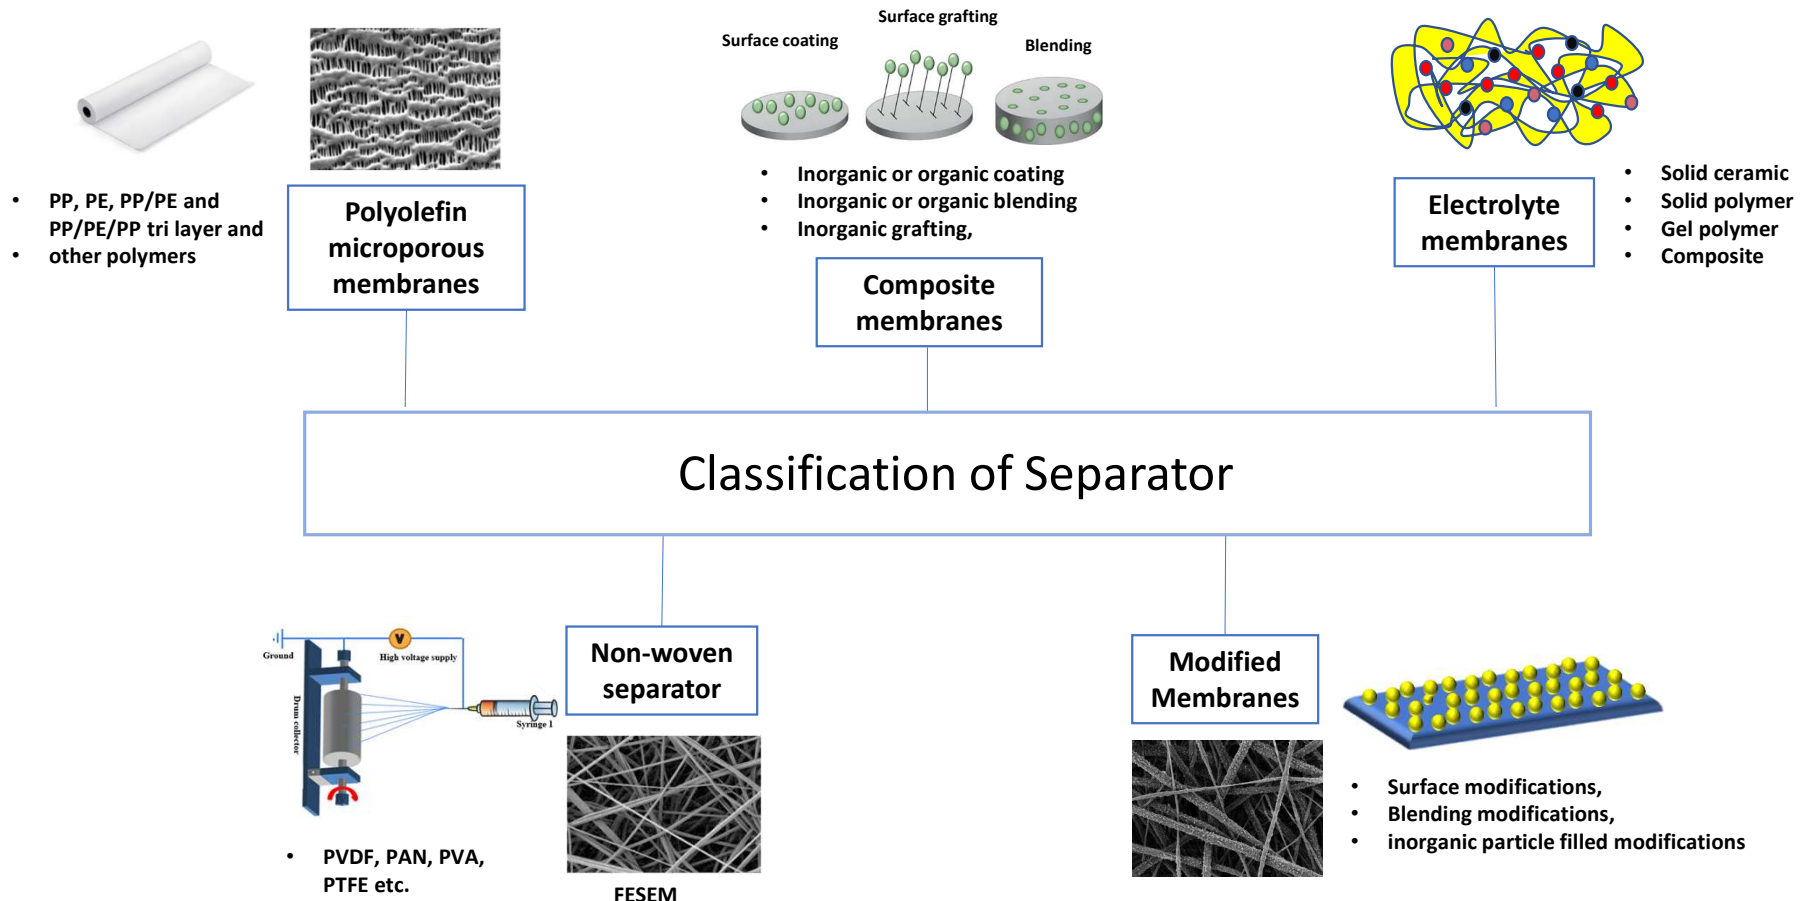 Surface grafting
Surface coating
Blending
• PP, PE, PP/PE and
PP/PE/PP tri layer and
• other polymers
Polyolefin
microporous
membranes
• Inorganic or organic coating
• Inorganic or organic blending
• Inorganic grafting,
Composite
membranes
Electrolyte
membranes
• Solid ceramic
• Solid polymer
• Gel polymer
• Composite
Classification of Separator
Ground
V
High voltage supply
Drum collector
Syringe 1
Non-woven
separator
• PVDF, PAN, PVA,
PTFE etc.
FESEM
Modified
Membranes
• Surface modifications,
• Blending modifications,
• inorganic particle filled modifications